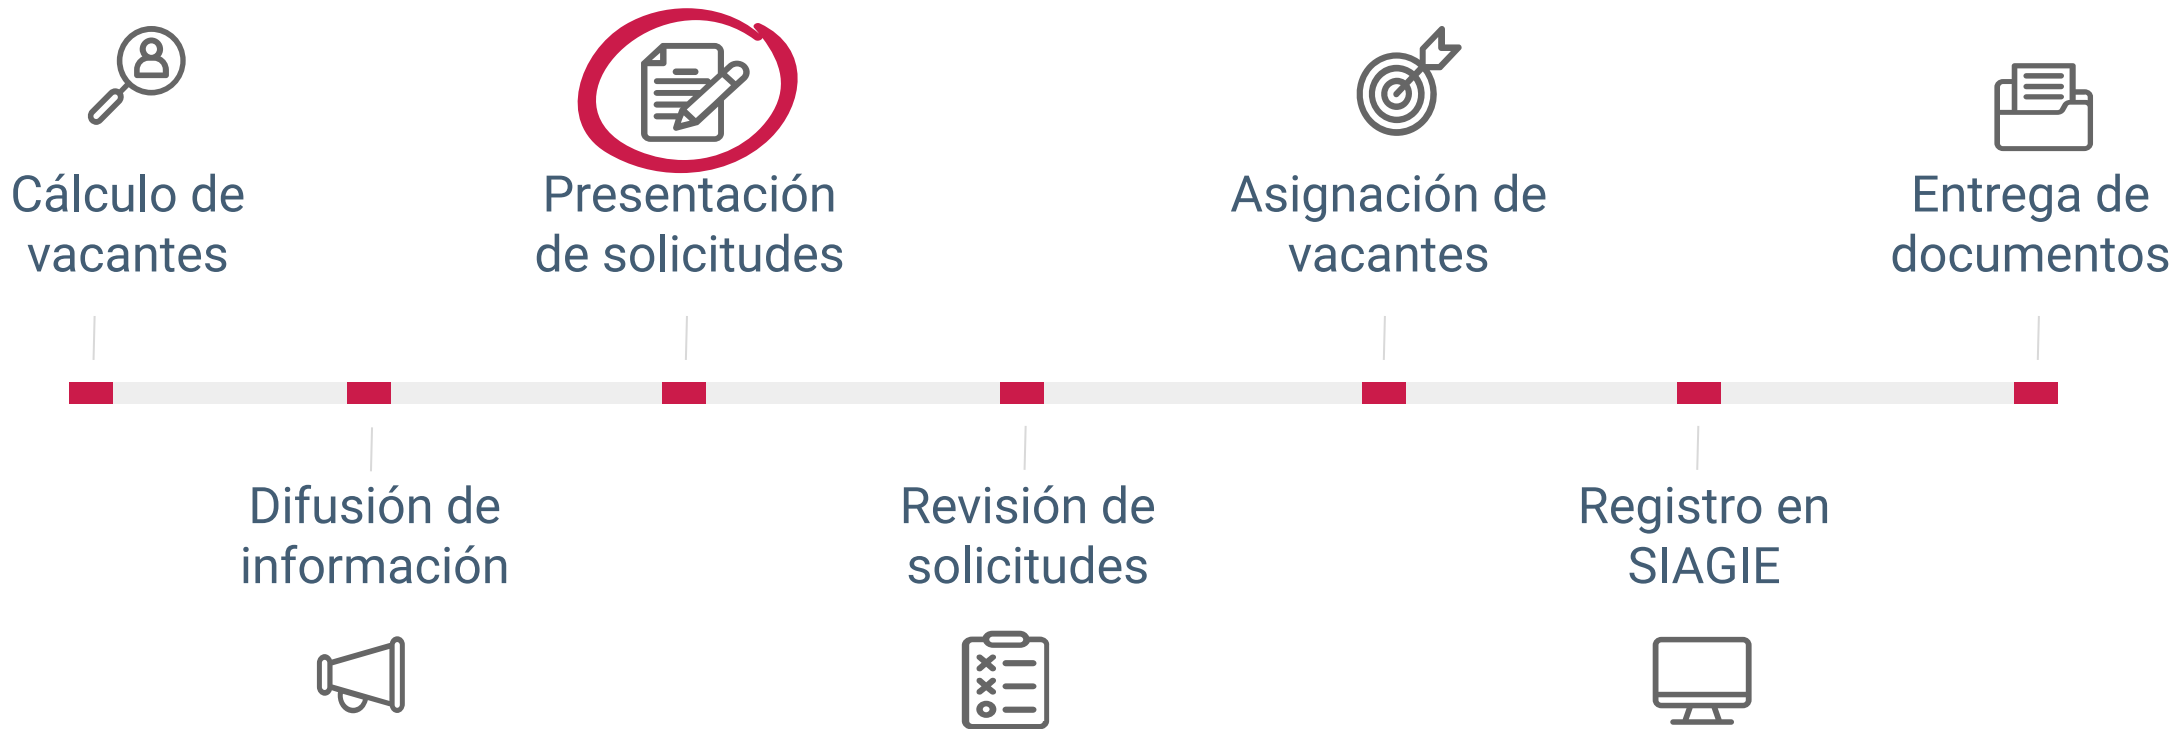 Cálculo de
vacantes
Presentación
de solicitudes
Asignación de
vacantes
Entrega de
documentos
Difusión de
información
Revisión de
solicitudes
Registro en
SIAGIE